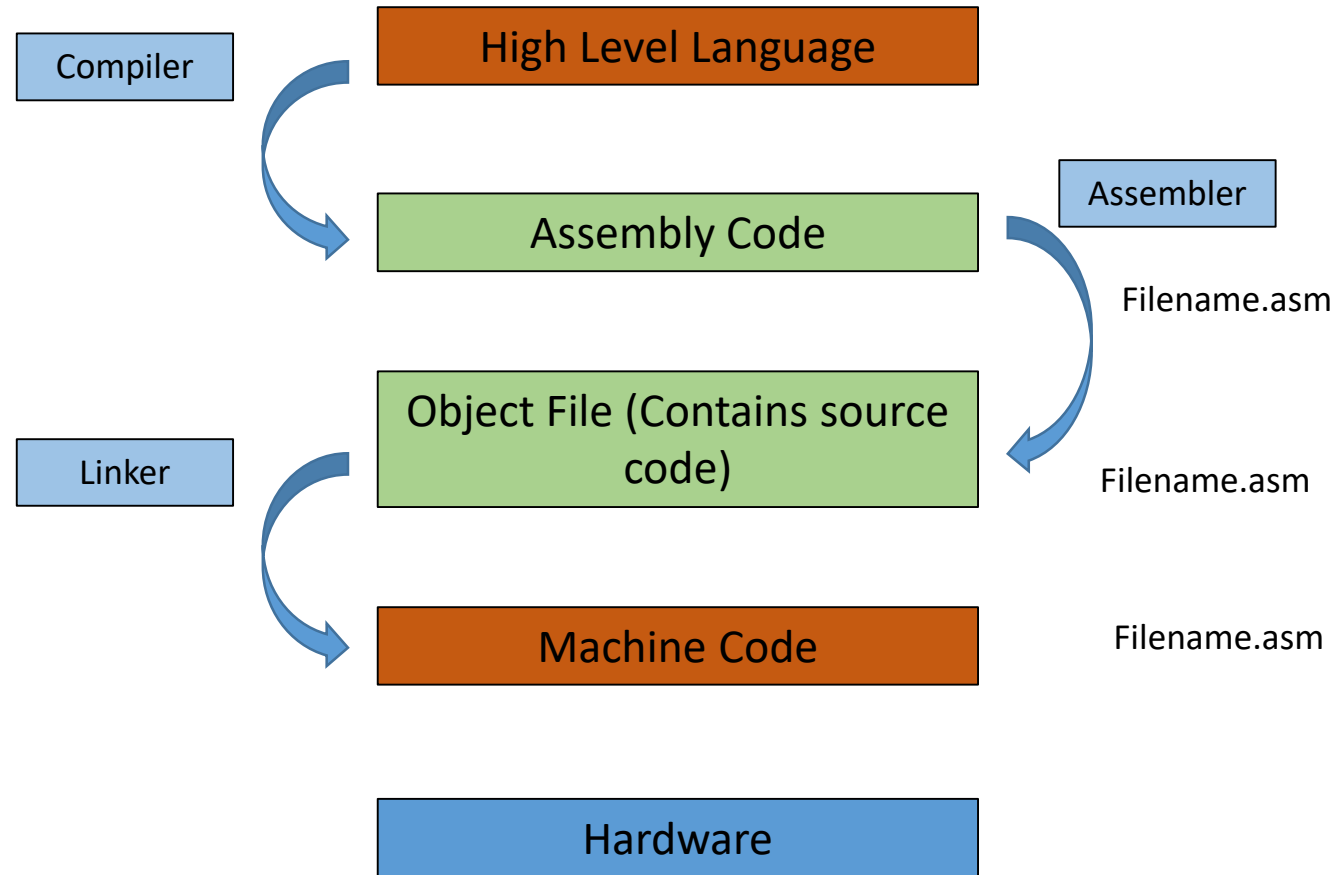 High Level Language
Compiler
Assembler
Assembly Code
Filename.asm
Object File (Contains source
code)
Linker
Filename.asm
Machine Code
Filename.asm
Hardware